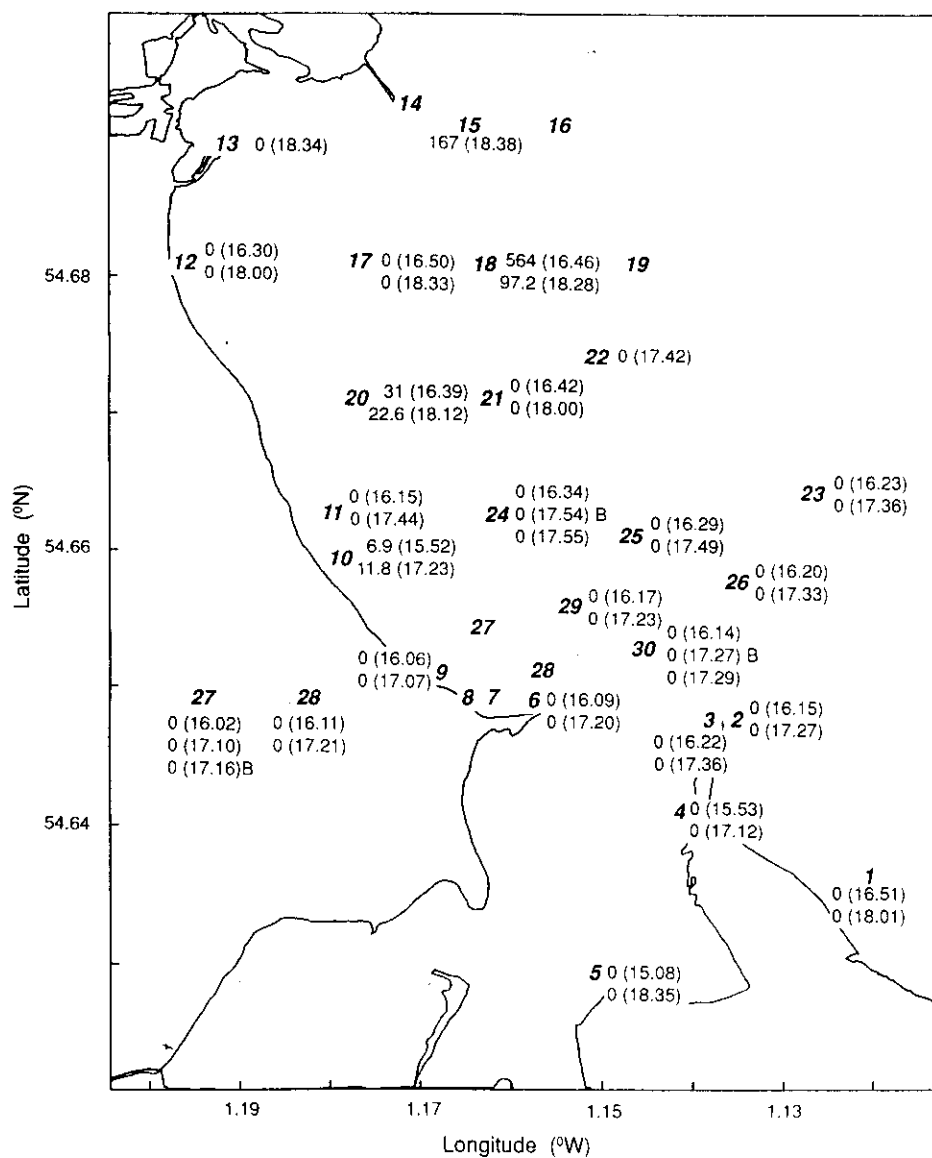 14
15 16
13 0 (18.34) 167 (18.38)
12 0 (16.30)
0 (18.00)
17 0 (16.50)
0 (18.33)
18 564 (16.46)
97.2 (18.28)
19
54.68
22 0 (17.42)
20 31 (16.39)
22.6 (18.12)
21 0 (16.42)
0 (18.00)
23 0 (16.23)
0 (17.36)
11 0 (16.15)
0 (17.44)
24 0 (16.34)
0 (17.54) B
0 (17.55)
25 0 (16.29)
0 (17.49)
54.66
10 6.9 (15.52)
11.8 (17.23)
26 0 (16.20)
0 (17.33)
29 0 (16.17)
0 (17.23)
27
30 0 (16.14)
0 (17.27) B
0 (17.29)
0 (16.06)
0 (17.07)
9
28
8 7 6 0 (16.09)
0 (17.20)
27
0 (16.02)
0 (17.10)
0 (17.16)B
28
0 (16.11)
0 (17.21)
3 2 0 (16.15)
0 (17.27)
0 (16.22)
0 (17.36)
54.64
4 0 (15.53)
0 (17.12)
1
0 (16.51)
0 (18.01)
5 0 (15.08)
0 (18.35)
Latitude (ºN)
1.19 1.17 1.15 1.13
Longitude (ºW)